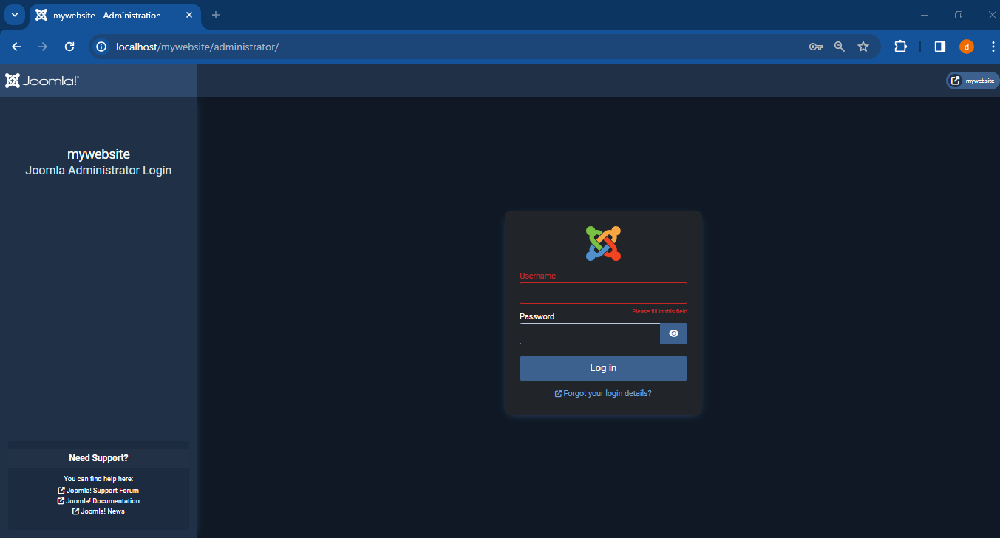 mywebsite - Administration
localhost/mywebsite/administrator/
d
Joomla!®
mywebsite
mywebsite
Joomla Administrator Login
Username
Please fill in this field
Password
Log in
Forgot your login details?
Need Support?
You can find help here:
Joomla! Support Forum
Joomla! Documentation
Joomla! News